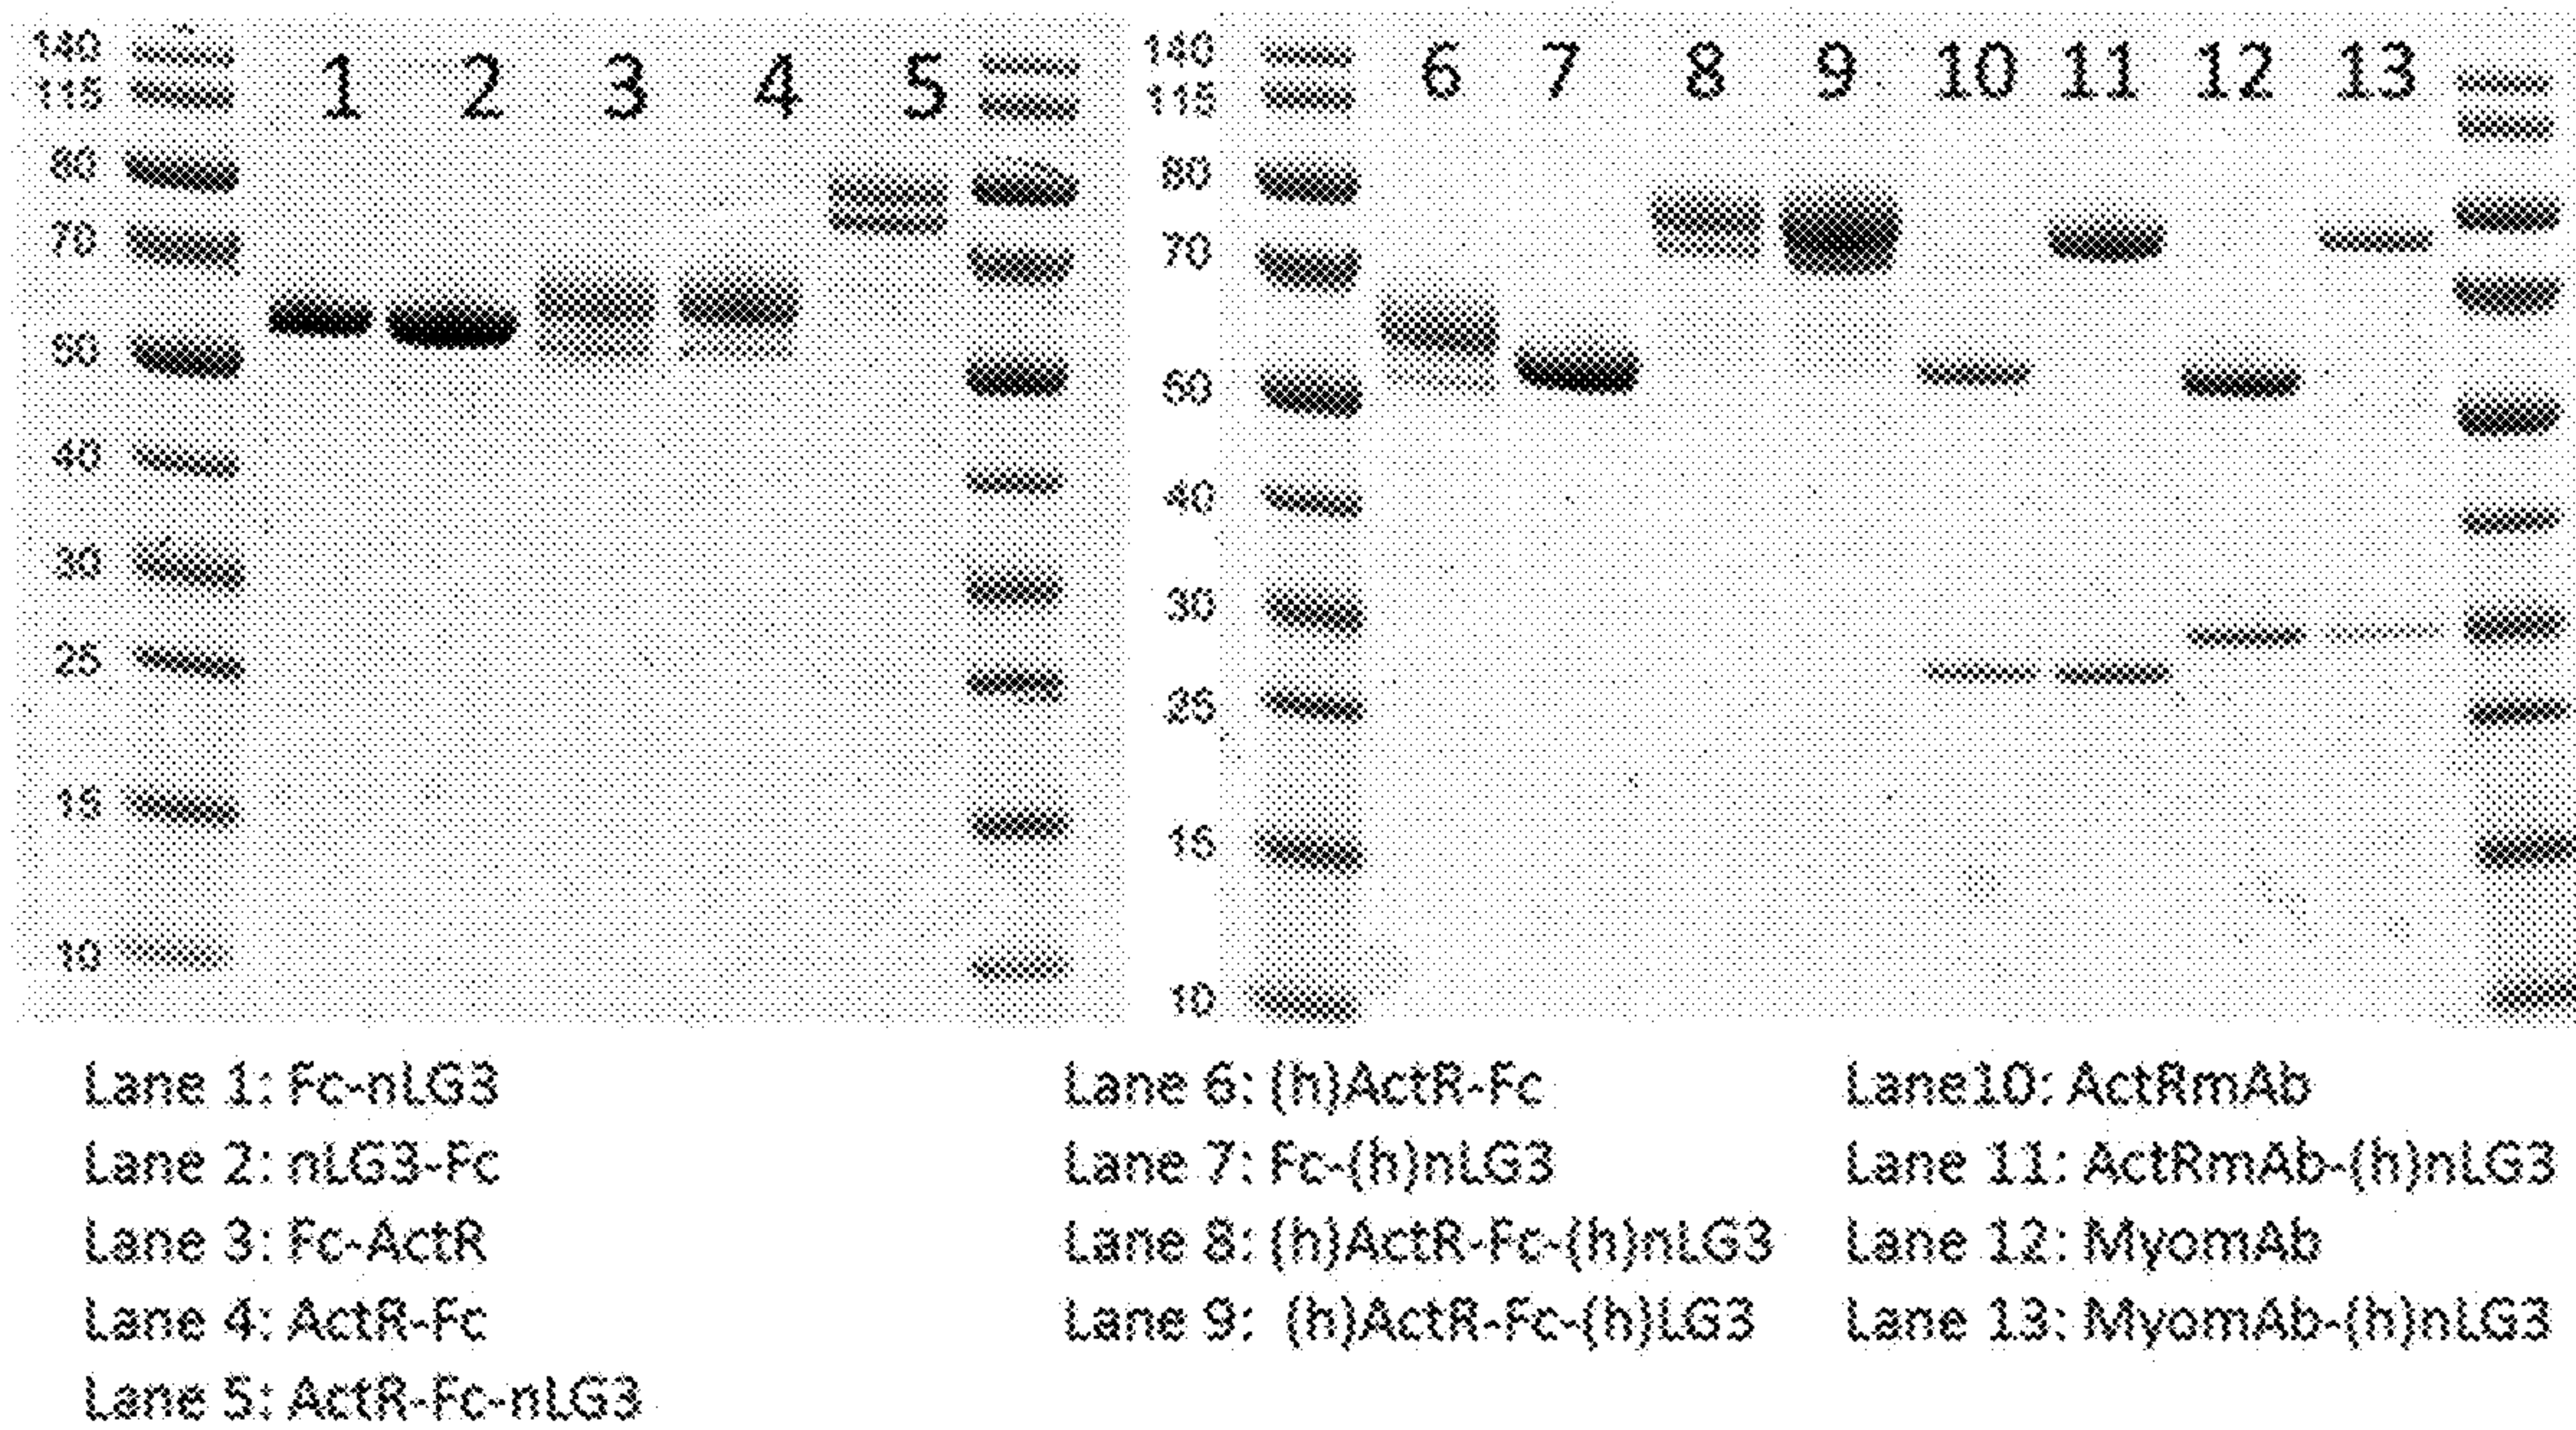 140
115
80
70
50
40
30
25
15
10
1 2 3 4 5
140
115
80
70
50
40
30
25
15
10
6 7 8 9 10 11 12 13
Lane 1: Fc-nLG3
Lane 2: nLG3-Fc
Lane 3: Fc-ActR
Lane 4: ActR-Fc
Lane 5: ActR-Fc-nLG3
Lane 6: (h)ActR-Fc
Lane 7: Fc-(h)nLG3
Lane 8: (h)ActR-Fc-(h)nLG3
Lane 9: (h)ActR-Fc-(h)LG3
Lane10: ActRmAb
Lane 11: ActRmAb-(h)nLG3
Lane 12: MyomAb
Lane 13: MyomAb-(h)nLG3